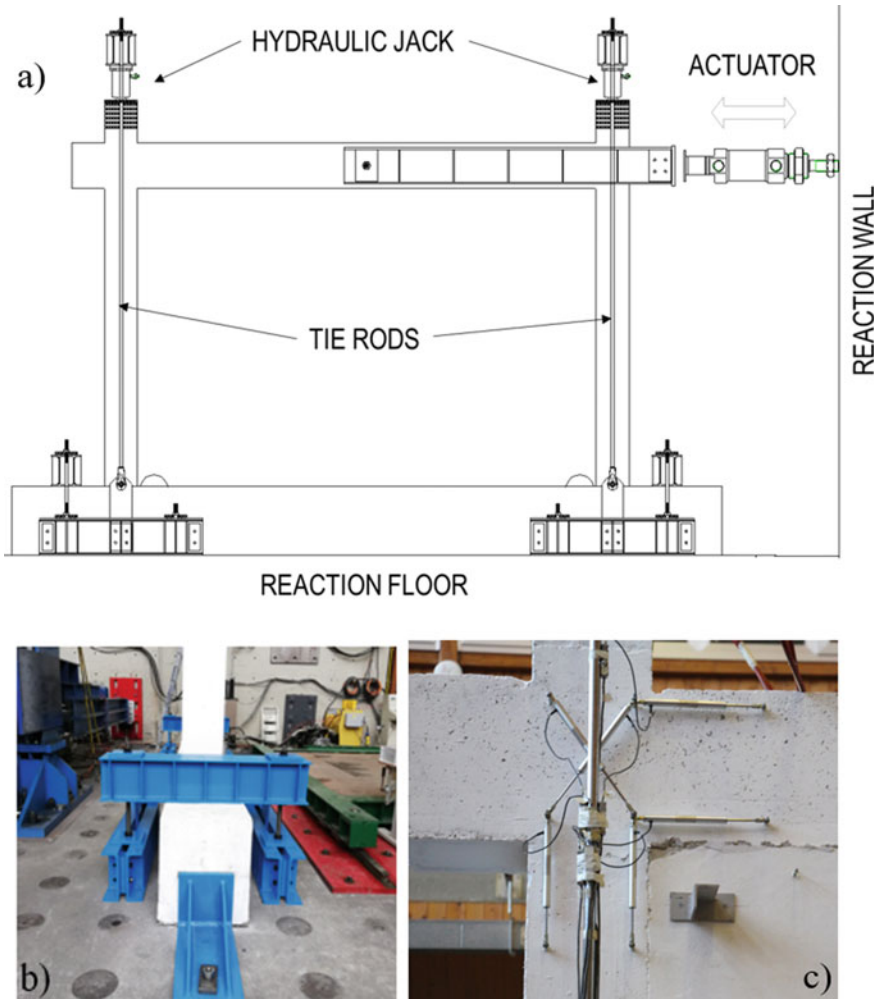 a)
HYDRAULIC JACK
ACTUATOR
REACTION WALL
TIE RODS
REACTION FLOOR
b)
c)